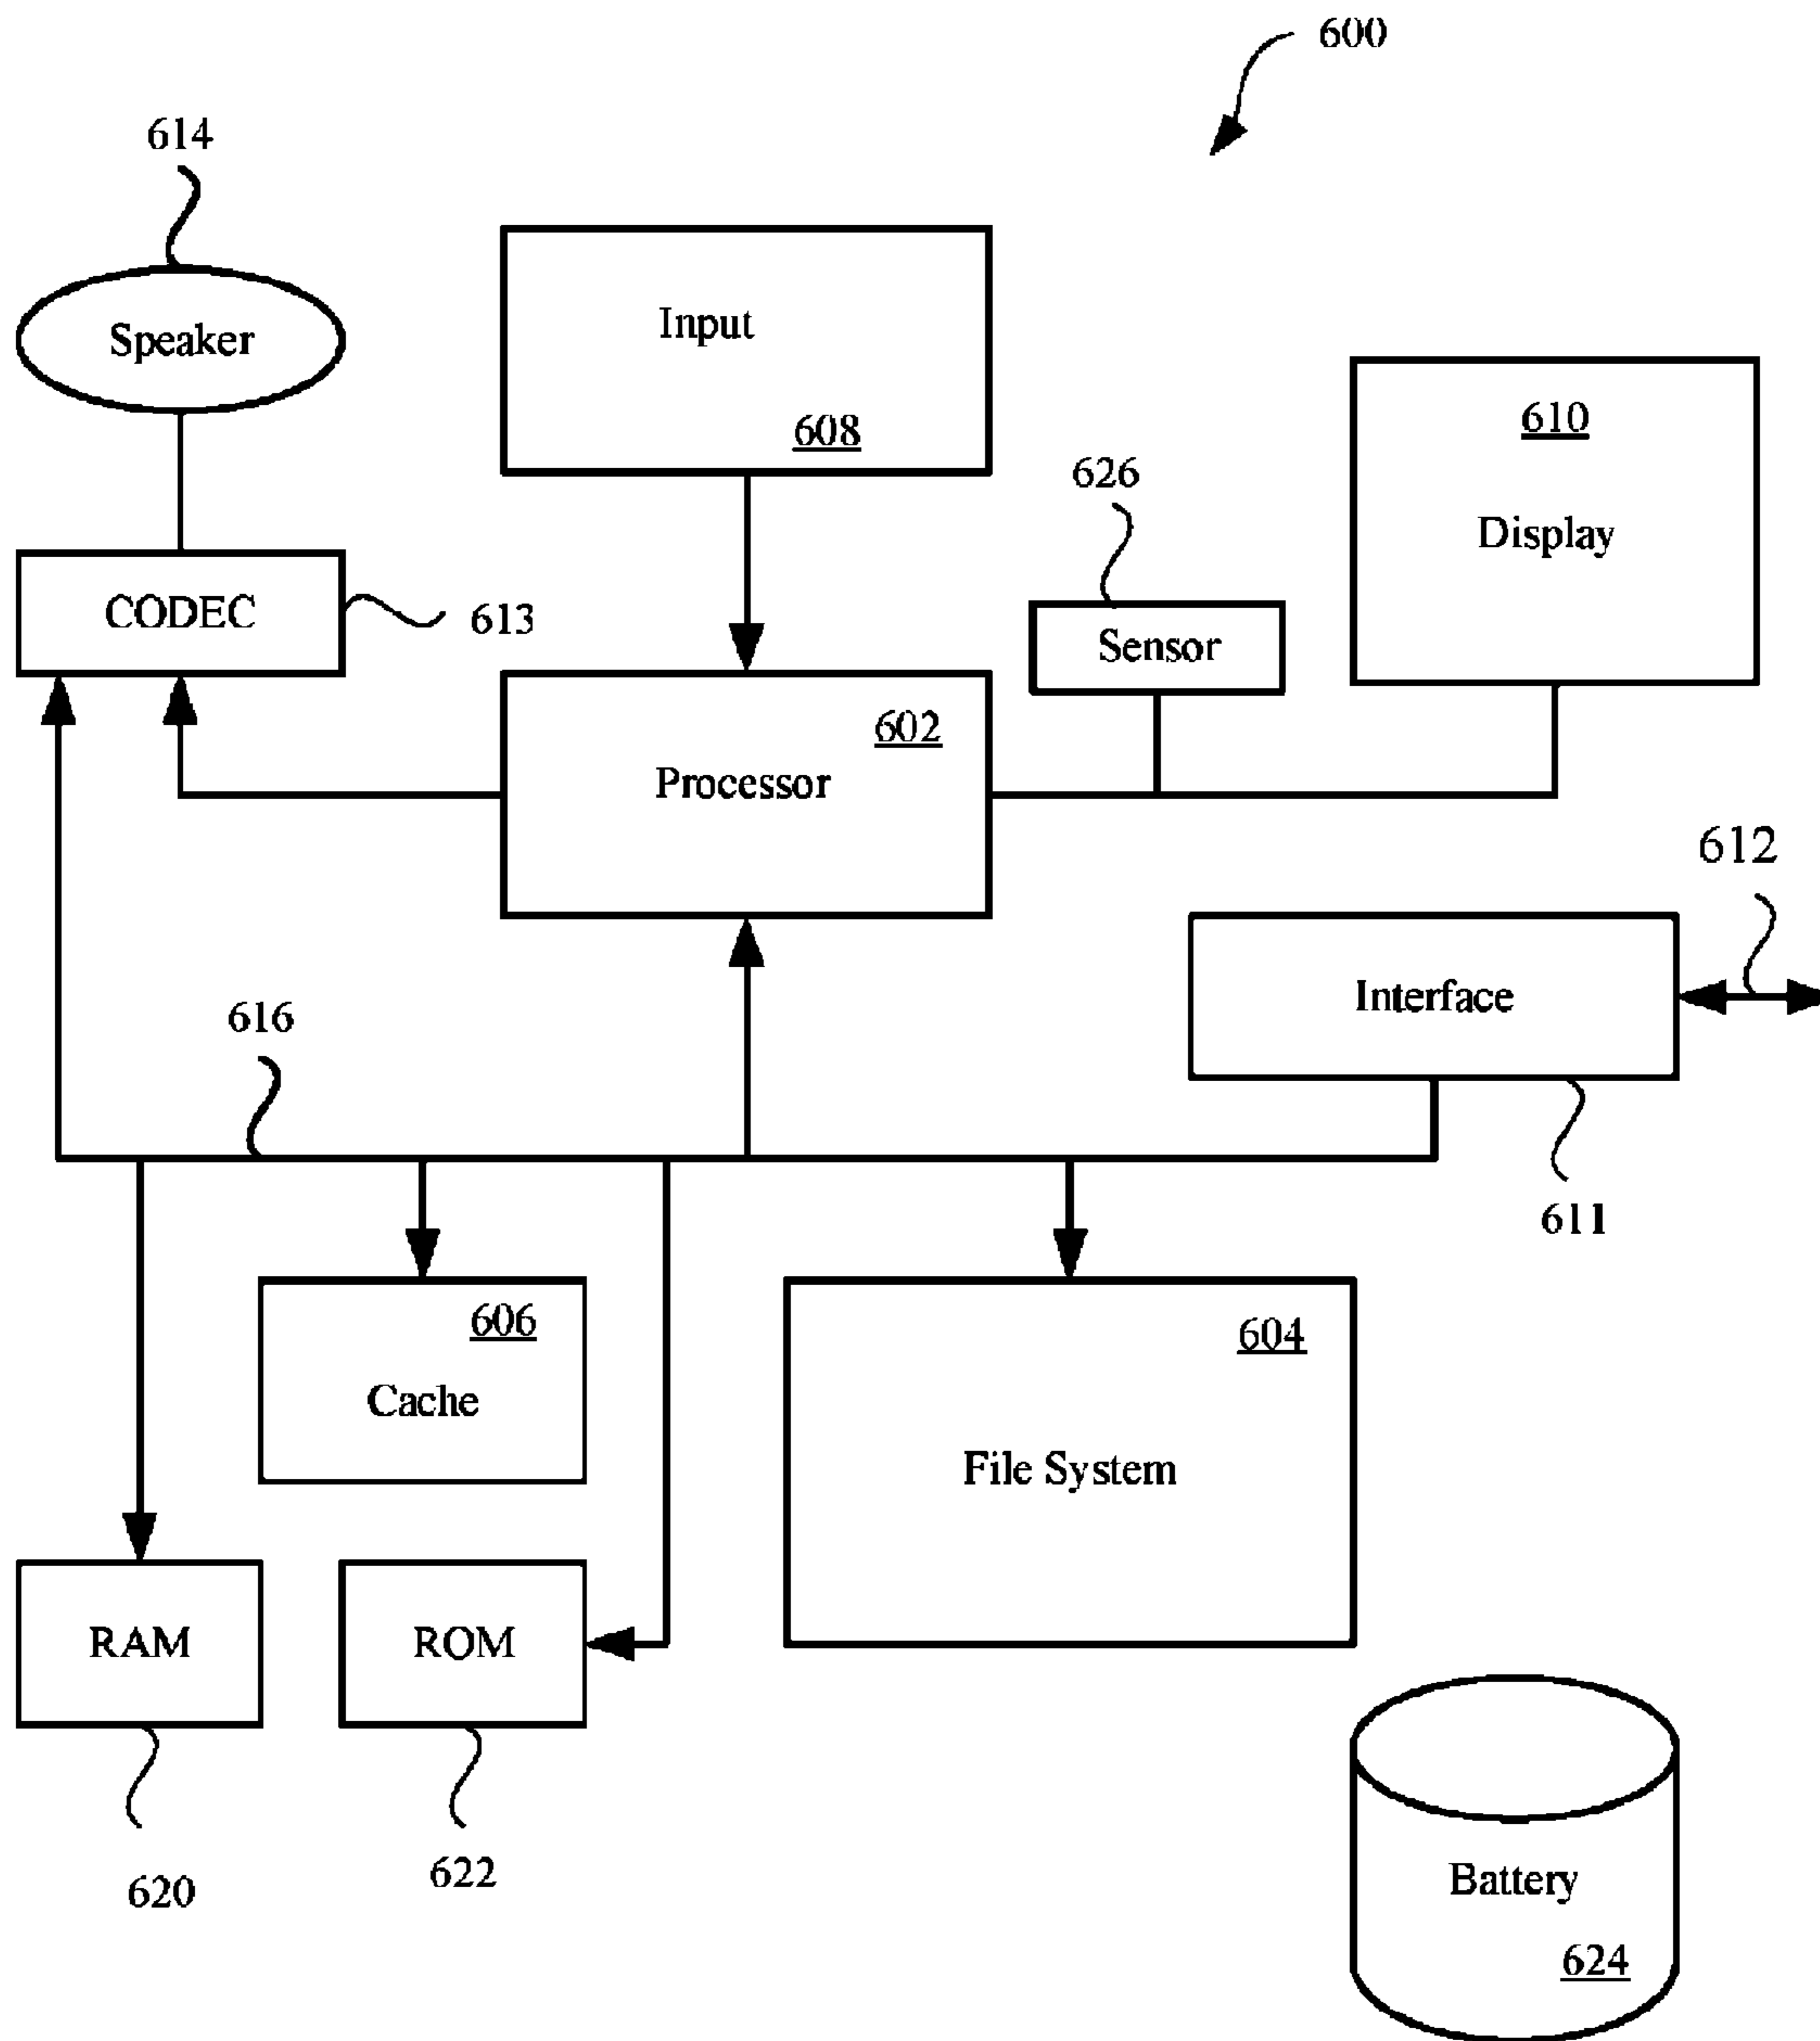 600
614
Speaker
Input
608
610
Display
626
Sensor
CODEC
613
602
Processor
612
Interface
616
611
606
Cache
604
File System
RAM
ROM
620
622
Battery
624